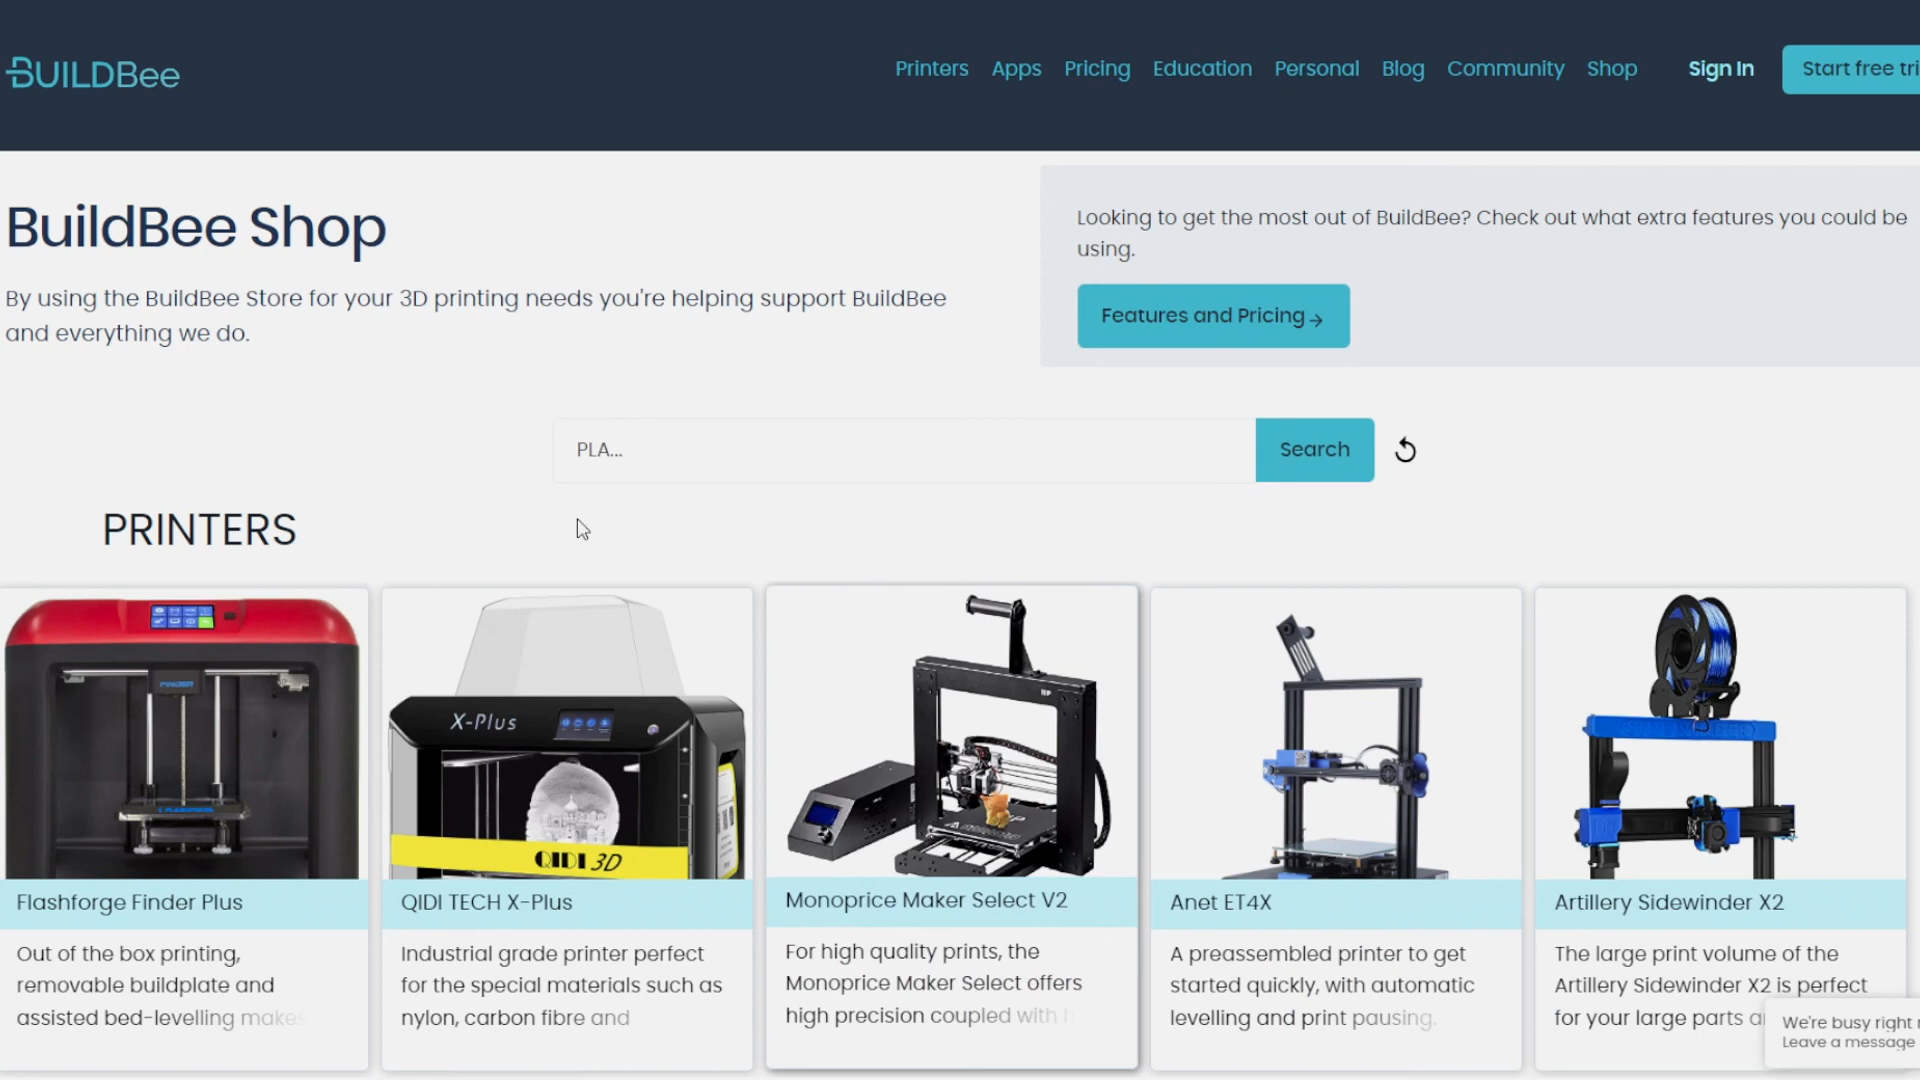 BUILDBee
Printers Apps Pricing Education Personal Blog Community Shop Sign In Start free tri
BuildBee Shop
By using the BuildBee Store for your 3D printing needs you're helping support BuildBee
and everything we do.
Looking to get the most out of BuildBee? Check out what extra features you could be
using.
Features and Pricing →
PLA...
Search
PRINTERS
FINDER
FLASHFORGE
Flashforge Finder Plus
Out of the box printing,
removable buildplate and
assisted bed-levelling makes
X-Plus
QIDI 3D
QIDI TECH X-Plus
Industrial grade printer perfect
for the special materials such as
nylon, carbon fibre and
Monoprice Maker Select V2
For high quality prints, the
Monoprice Maker Select offers
high precision coupled with h
Anet ET4X
A preassembled printer to get
started quickly, with automatic
levelling and print pausing.
Artillery Sidewinder X2
The large print volume of the
Artillery Sidewinder X2 is perfect
for your large parts a
We're busy right
Leave a message